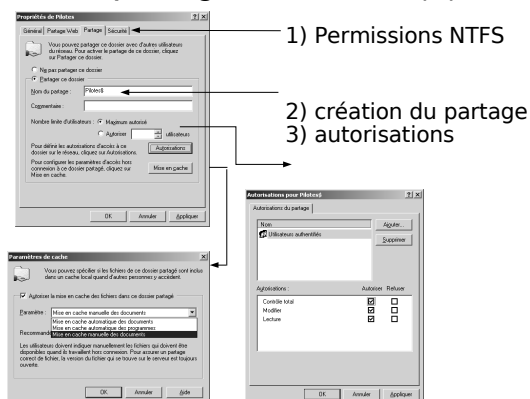 Propriétés de Pilotes
Général Partage Web Partage Sécurité
Vous pouvez partager ce dossier avec d'autres utilisateurs
du réseau. Pour activer le partage de ce dossier, cliquez
sur Partager ce dossier.
Ne pas partager ce dossier
Partager ce dossier
Nom du partage : Pilotes$
Commentaire :
Nombre limite d'utilisateurs : Maximum autorisé
Autoriser utilisateurs
Pour définir les autorisations d'accès à ce
dossier sur le réseau, cliquez sur Autorisations.
Autorisations
Pour configurer les paramètres d'accès hors
connexion à ce dossier partagé, cliquez sur
Mise en cache.
Mise en cache
OK Annuler Appliquer
1) Permissions NTFS
2) création du partage
3) autorisations
Paramètres de cache
Vous pouvez spécifier si les fichiers de ce dossier partagé sont inclus
dans un cache local quand d'autres personnes y accèdent.
Autoriser la mise en cache des fichiers dans ce dossier partagé
Paramètre : Mise en cache manuelle des documents
Mise en cache automatique des documents
Mise en cache automatique des programmes
Recommand Mise en cache manuelle des documents
Les utilisateurs doivent indiquer manuellement les fichiers qui doivent être
disponibles quand ils travaillent hors connexion. Pour assurer un partage
correct de fichier, la version du fichier qui se trouve sur le serveur est toujours
ouverte.
OK Annuler Aide
Autorisations pour Pilotes$
Autorisations du partage
Nom
Utilisateurs authentifiés
Ajouter...
Supprimer
Autorisations : Autoriser Refuser
Contrôle total
Modifier
Lecture
OK Annuler Appliquer